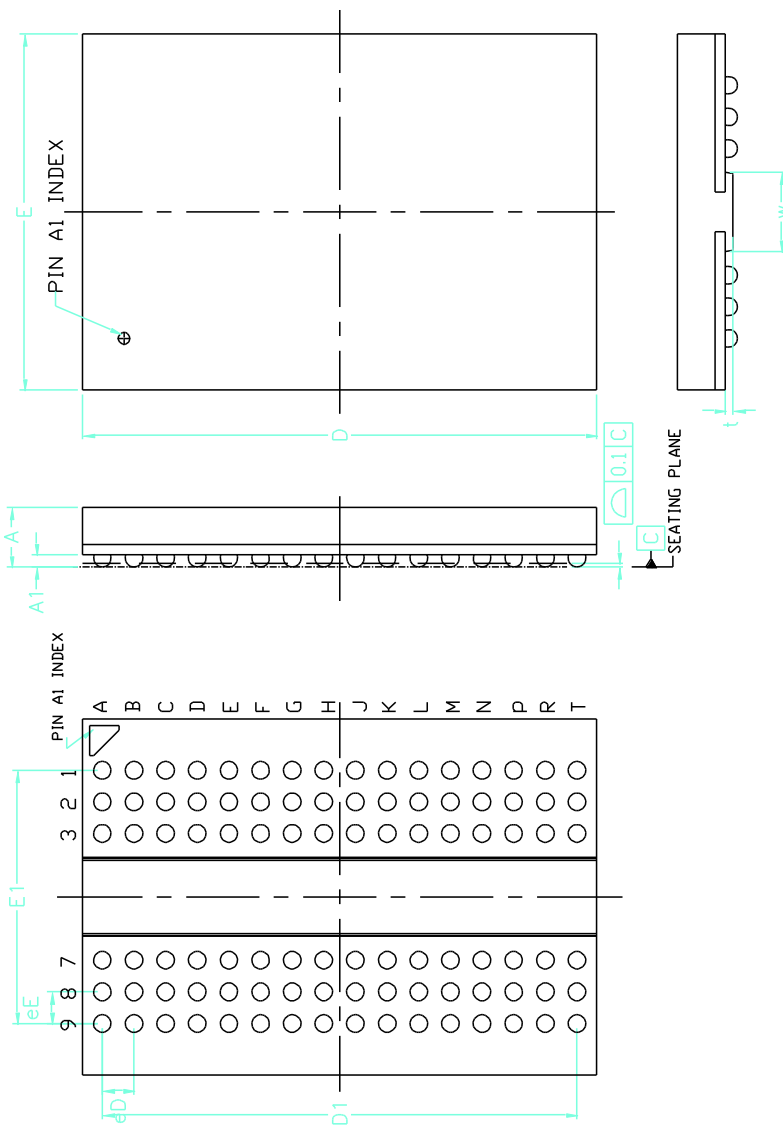 E
PIN A1 INDEX
D
W
t
A
A1
0.1 C
C
SEATING PLANE
PIN A1 INDEX
A B C D E F G H J K L M N P R T
1 2 3 7 8 9
E1
eE
eD1
D1